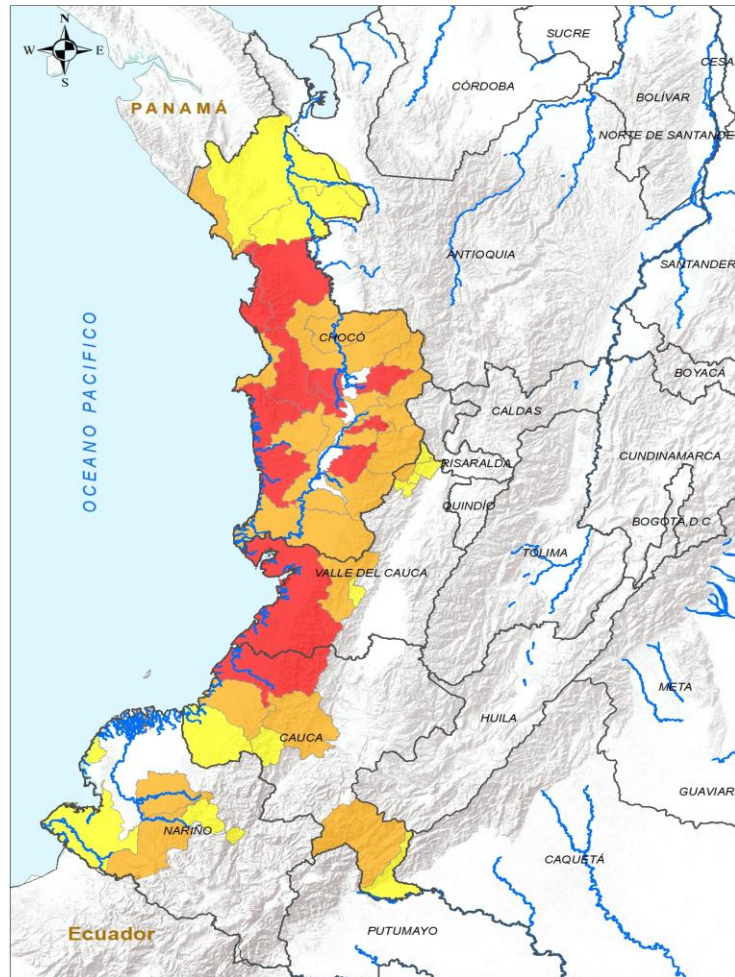 N
W E
S
PANAMÁ
SUCRE
CÓRDOBA
CESA
BOLÍVAR
NORTE DE SANTANDE
ANTIOQUIA
SANTANDER
OCEANO PACIFICO
CHOCÓ
BOYACÁ
CALDAS
CUNDINAMARCA
RISARALDA
QUINDÍO
BOGOTÁ,D.C
TOLIMA
VALLE DEL CAUCA
META
HUILA
CAUCA
GUAVIAR
NARIÑO
CAQUETÁ
Ecuador
PUTUMAYO